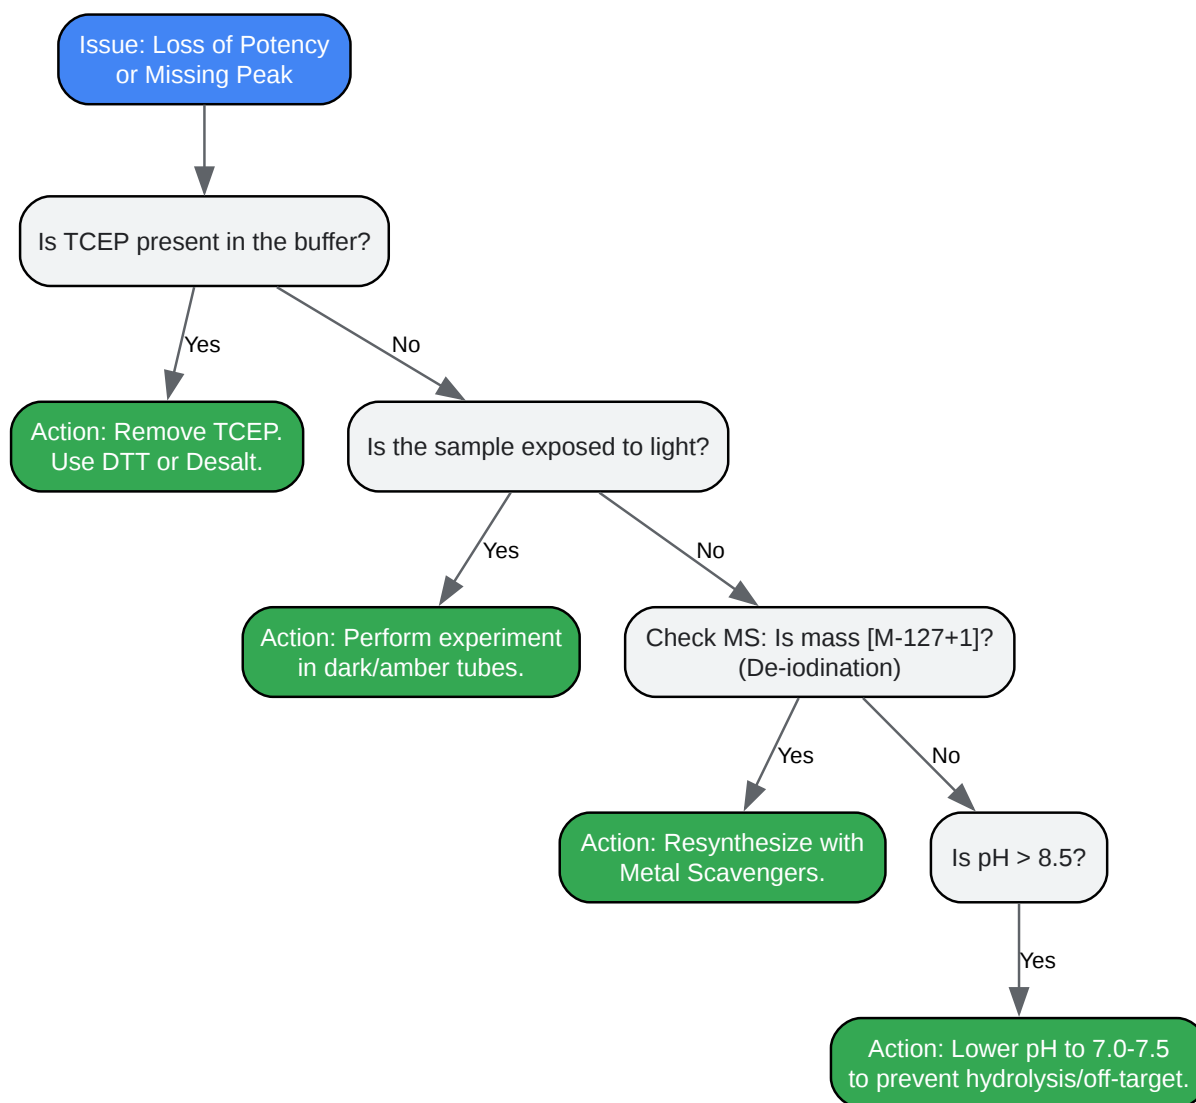 Issue: Loss of Potency
or Missing Peak
Is TCEP present in the buffer?
Yes
No
Action: Remove TCEP.
Use DTT or Desalt.
Is the sample exposed to light?
Yes
No
Action: Perform experiment
in dark/amber tubes.
Check MS: Is mass [M-127+1]?
(De-iodination)
Yes
No
Action: Resynthesize with
Metal Scavengers.
Is pH > 8.5?
Yes
Action: Lower pH to 7.0-7.5
to prevent hydrolysis/off-target.